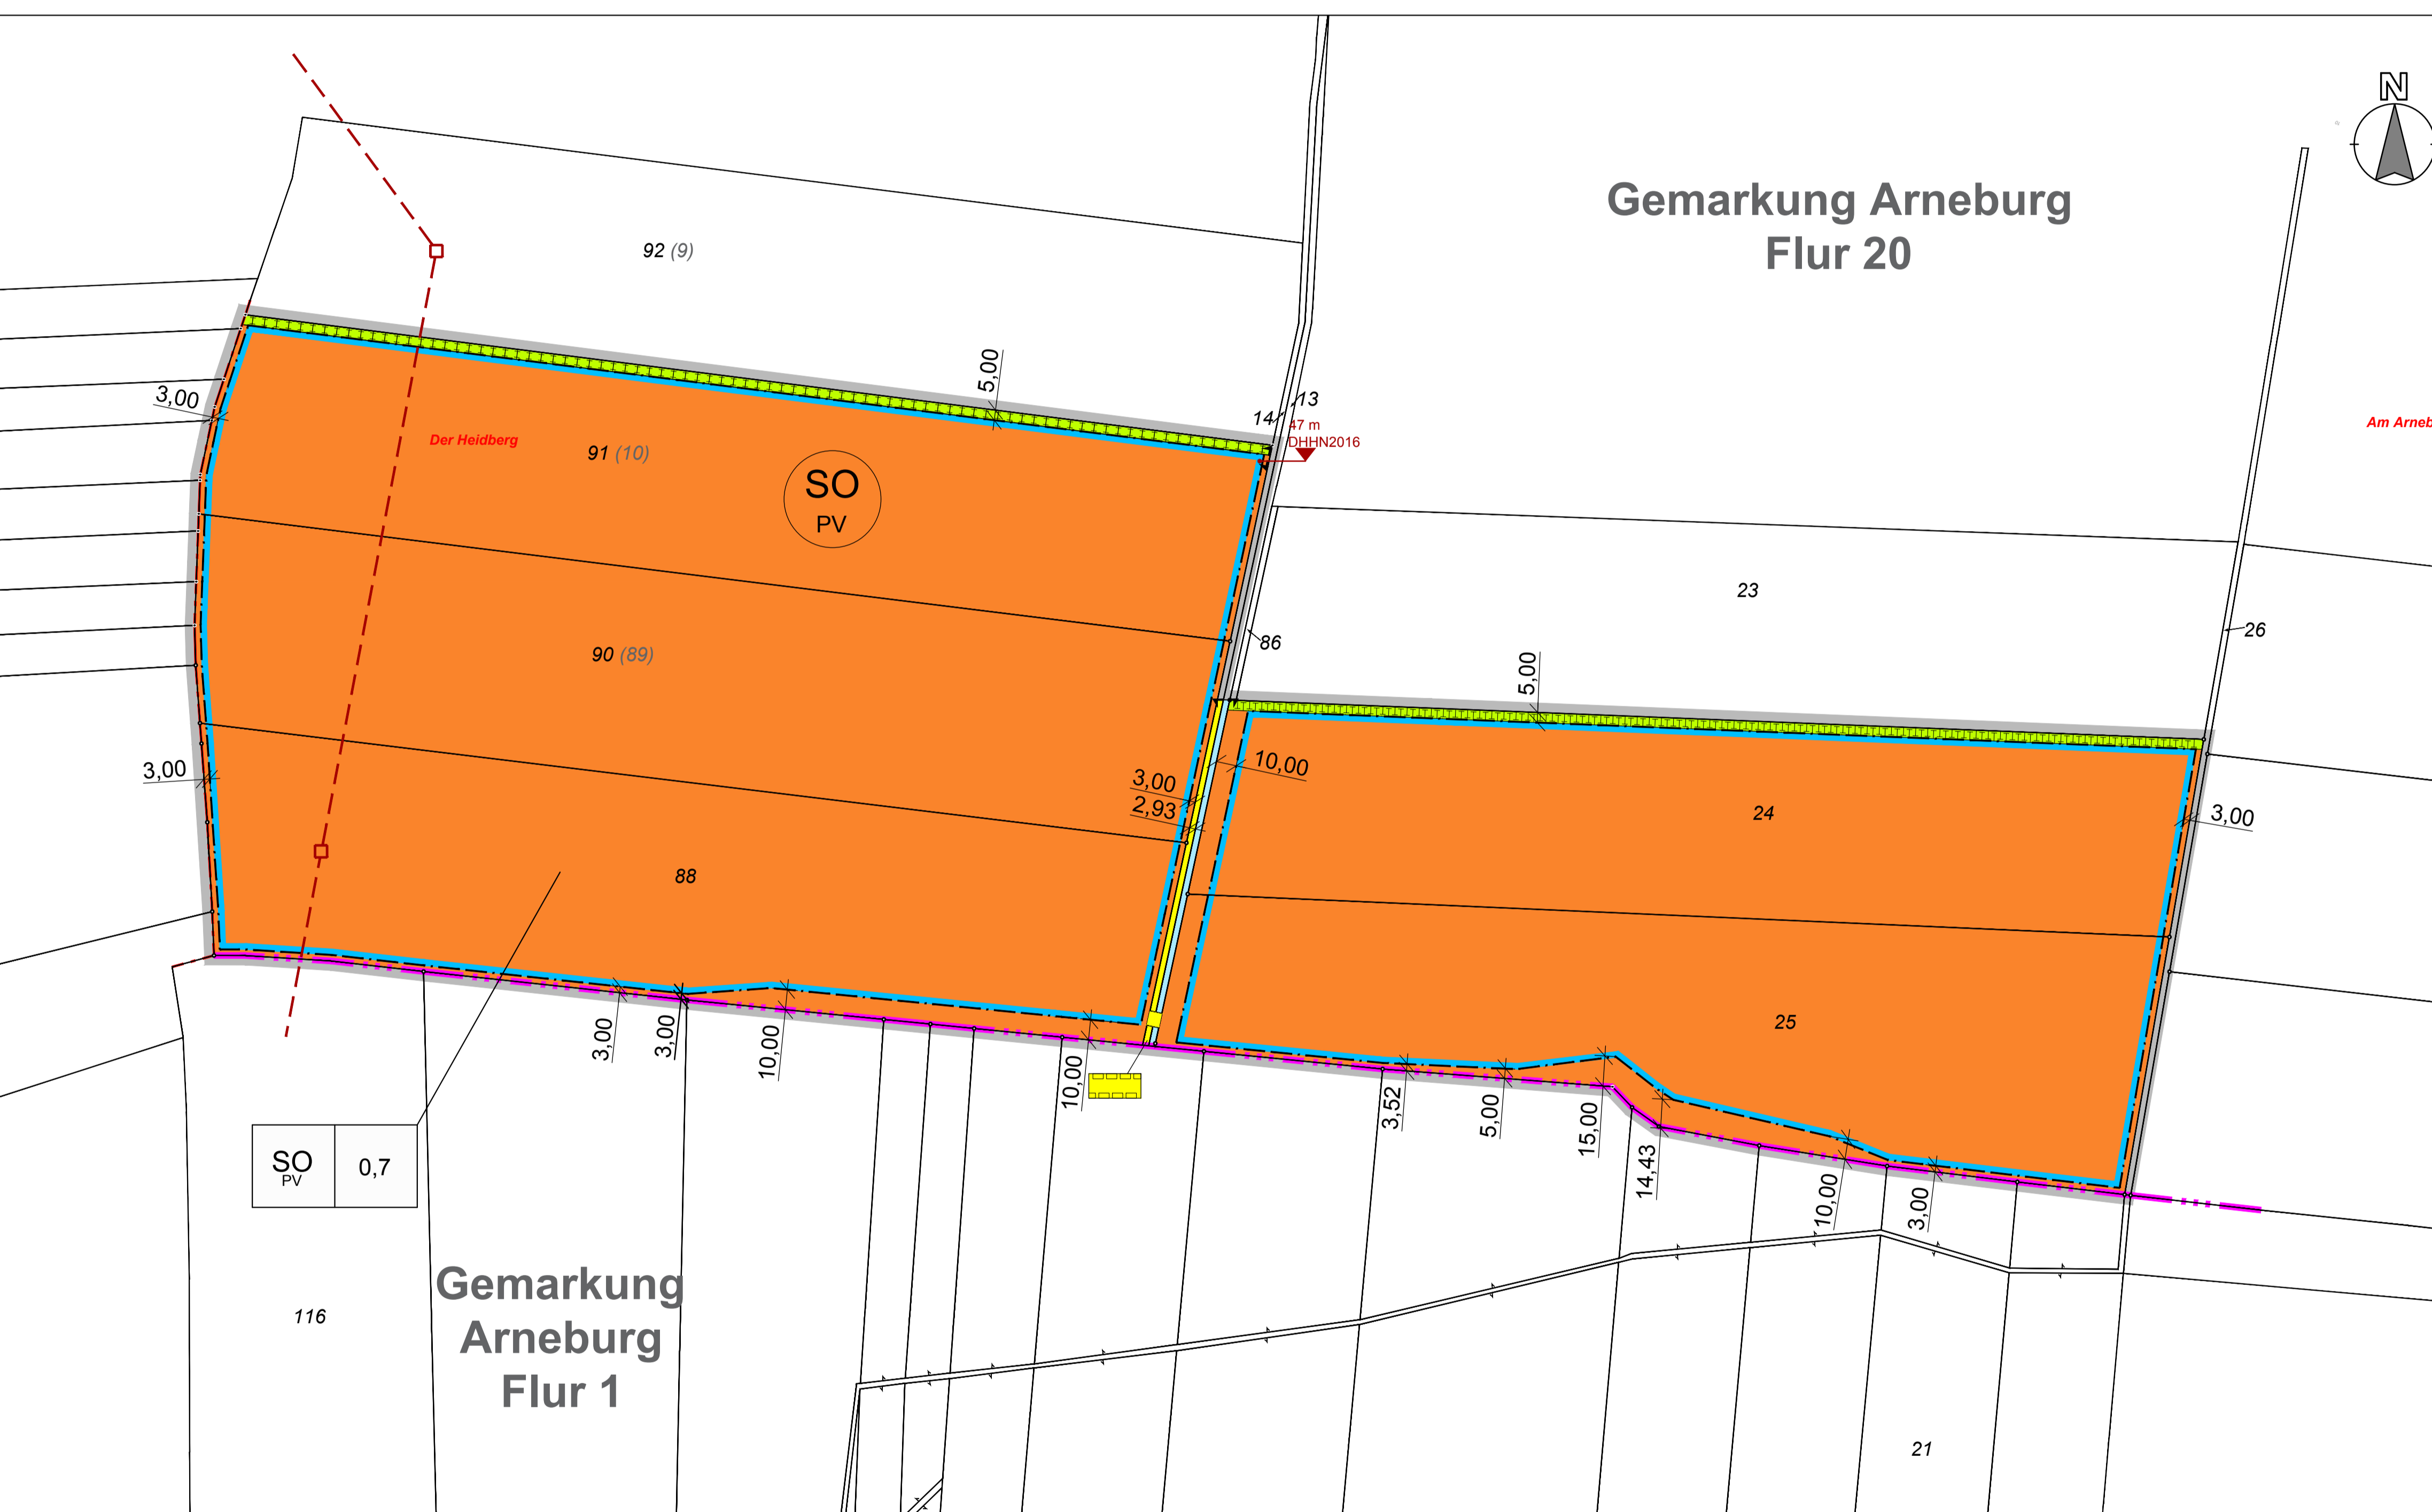 N
Gemarkung Arneburg
Flur 20
92 (9)
5,00
3,00
14
13
47 m
DHHN2016
Der Heidberg
91 (10)
SO
PV
23
86
26
90 (89)
5,00
3,00
10,00
3,00
2,93
24
3,00
88
25
3,00
3,00
10,00
10,00
3,52
5,00
15,00
14,43
10,00
3,00
SO
PV
0,7
Gemarkung
Arneburg
Flur 1
116
21